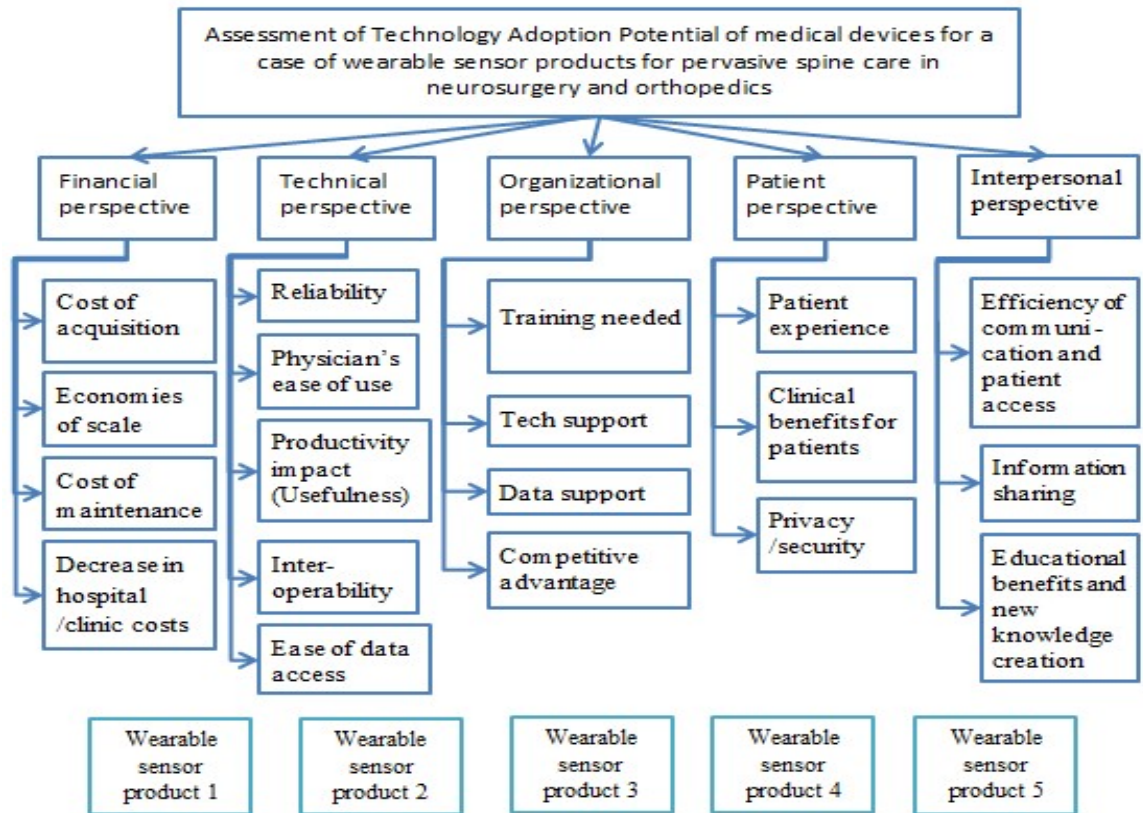 Assessment of Technology Adoption Potential of medical devices for a
case of wearable sensor products for pervasive spine care in
neurosurgery and orthopedics
Financial
perspective
Technical
perspective
Organizational
perspective
Patient
perspective
Interpersonal
perspective
Cost of
acquisition
Economies
of scale
Cost of
maintenance
Decrease in
hospital
/clinic costs
Reliability
Physician's
ease of use
Productivity
impact
(Usefulness)
Inter-
operability
Ease of data
access
Training needed
Tech support
Data support
Competitive
advantage
Patient
experience
Clinical
benefits for
patients
Privacy
/security
Efficiency of
communi-
cation and
patient
access
Information
sharing
Educational
benefits and
new
knowledge
creation
Wearable
sensor
product 1
Wearable
sensor
product 2
Wearable
sensor
product 3
Wearable
sensor
product 4
Wearable
sensor
product 5